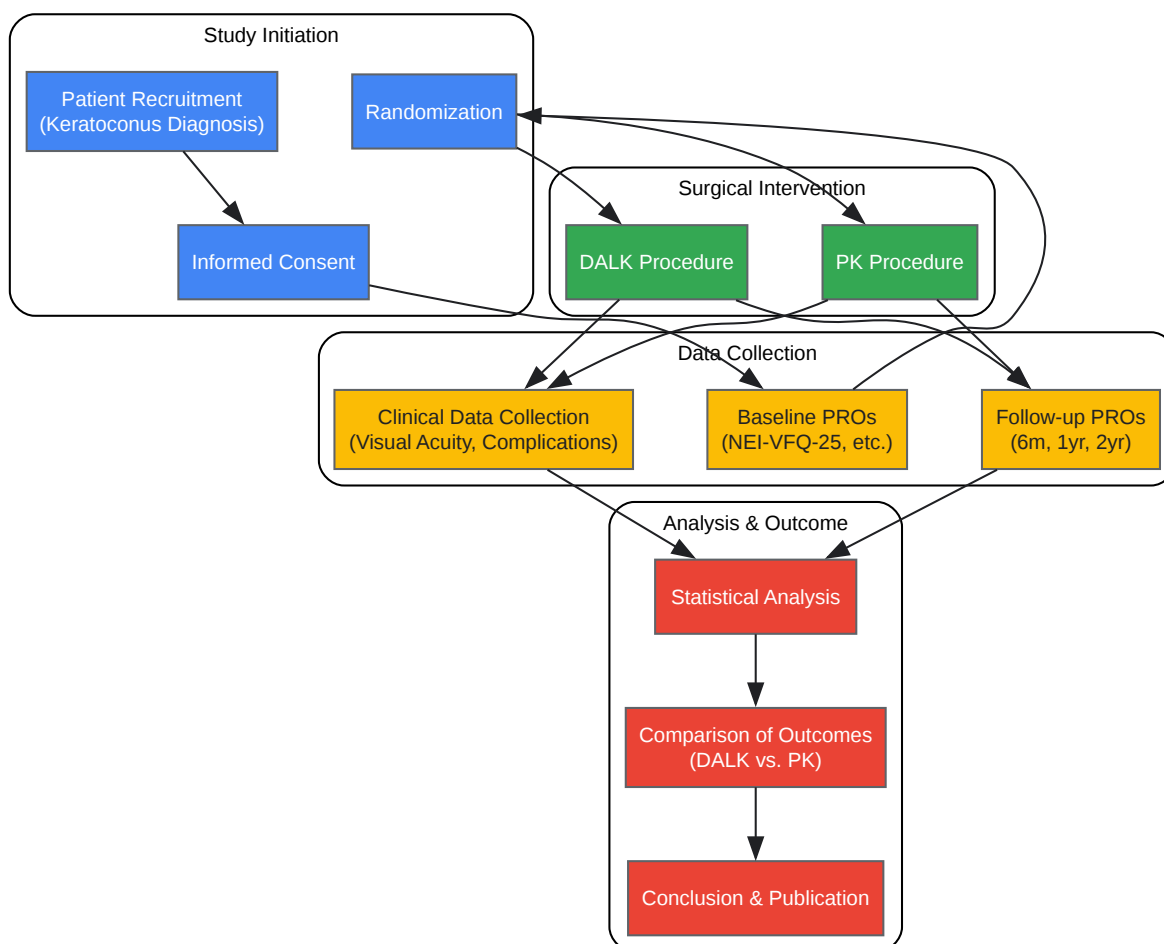 Study Initiation
Patient Recruitment
(Keratoconus Diagnosis)
Randomization
Informed Consent
Surgical Intervention
DALK Procedure
PK Procedure
Data Collection
Clinical Data Collection
(Visual Acuity, Complications)
Baseline PROs
(NEI-VFQ-25, etc.)
Follow-up PROs
(6m, 1yr, 2yr)
Analysis & Outcome
Statistical Analysis
Comparison of Outcomes
(DALK vs. PK)
Conclusion & Publication